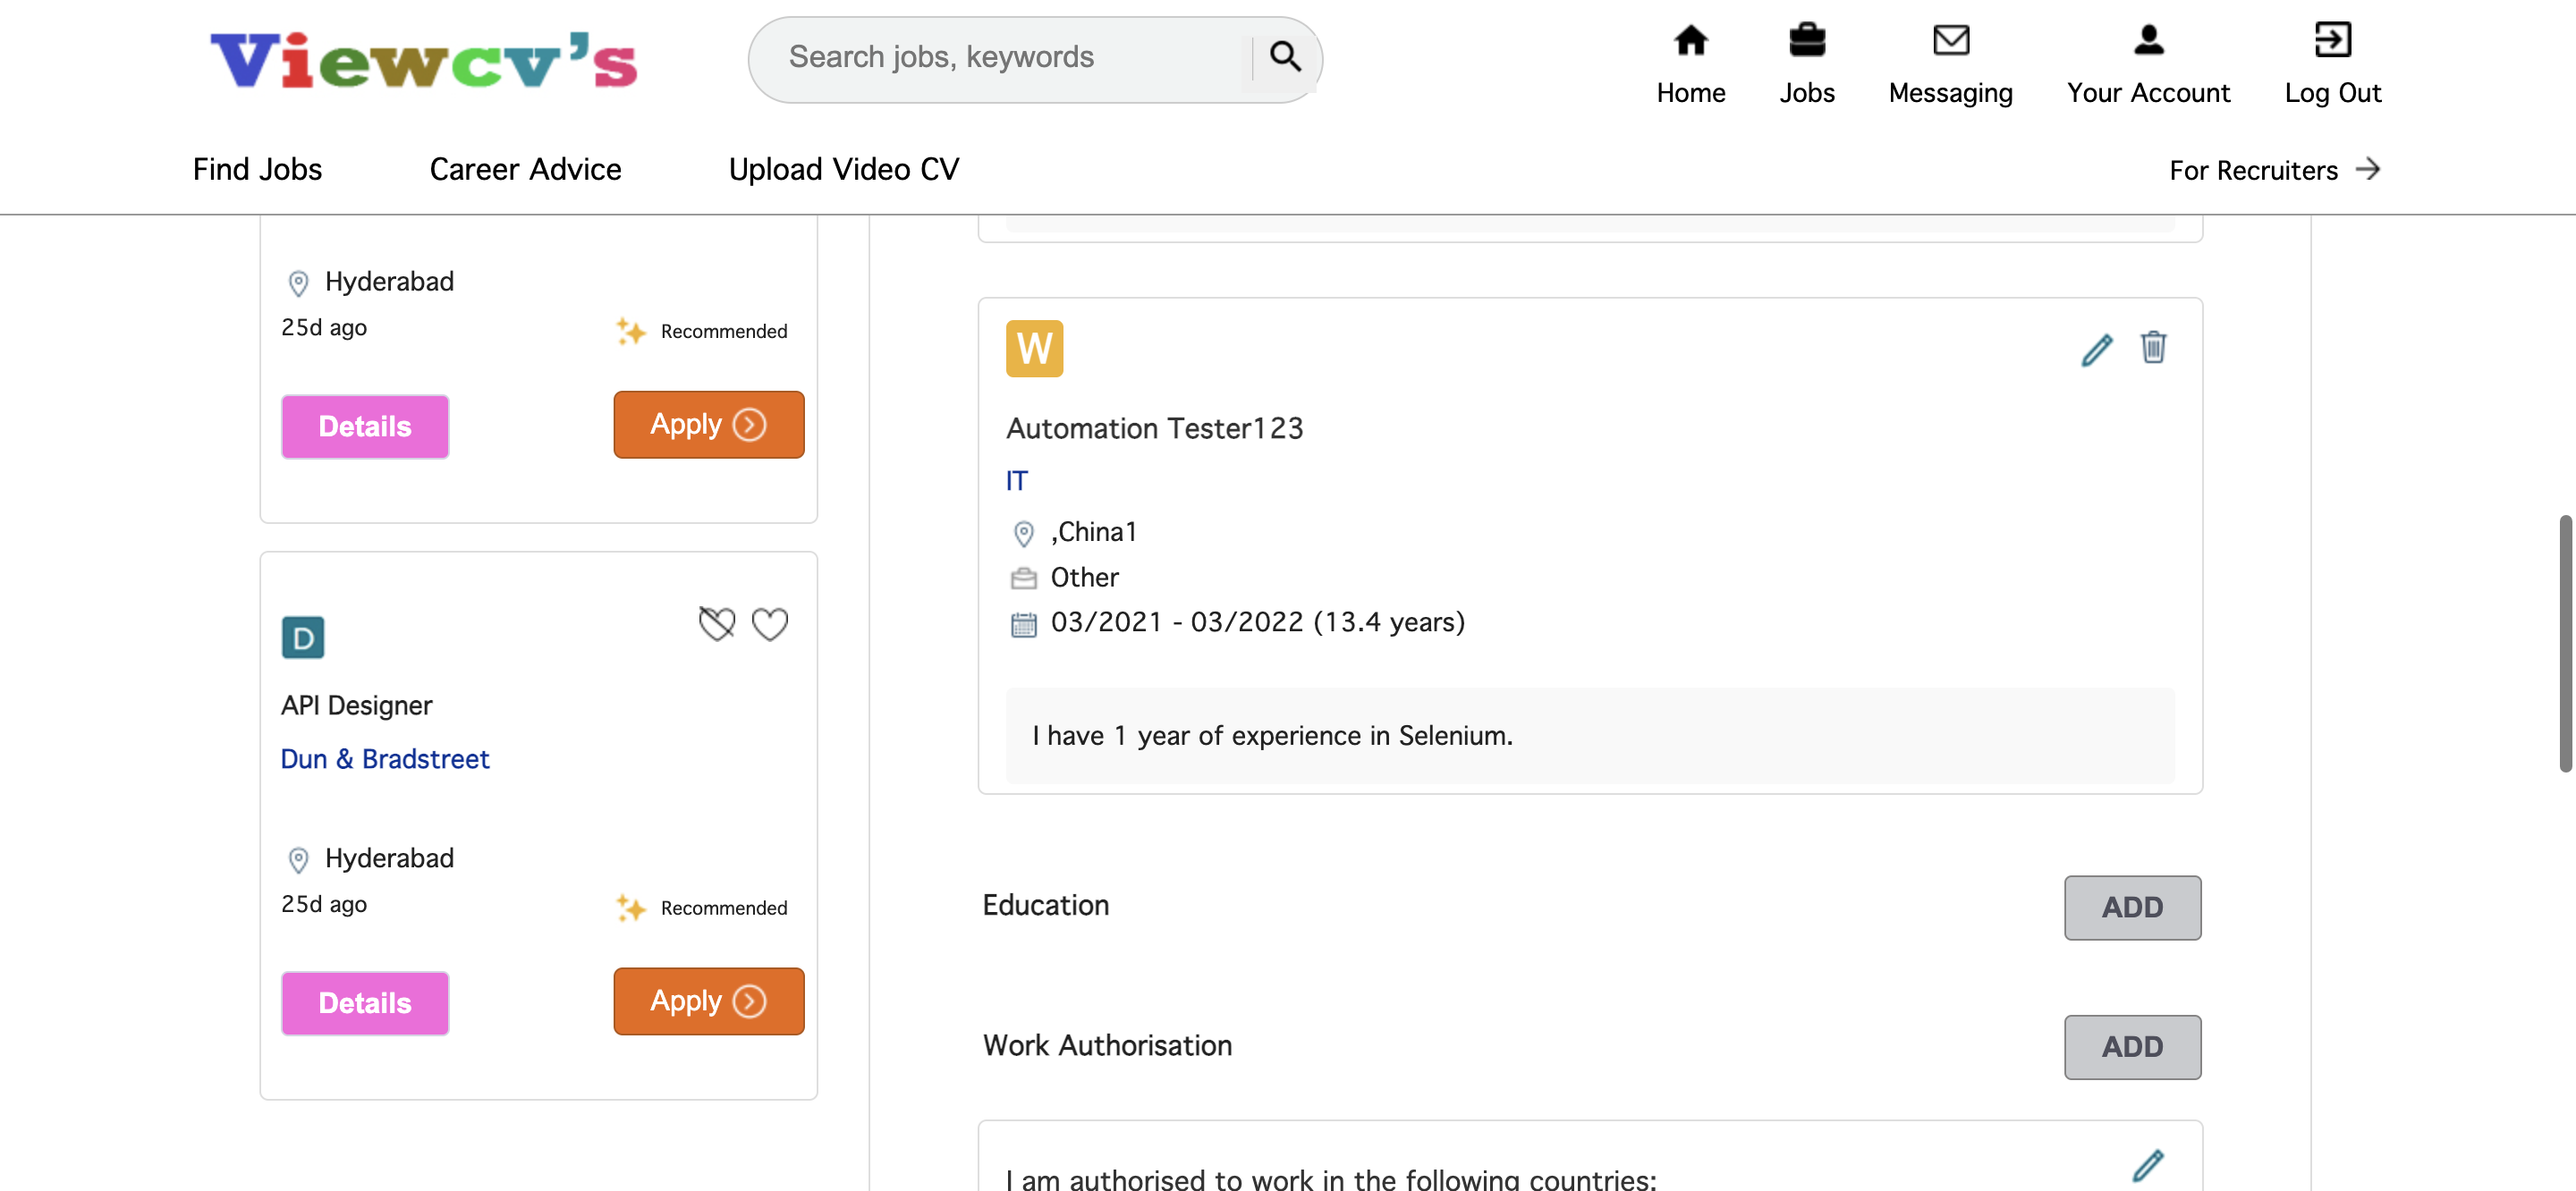 Viewcv's
Search jobs, keywords
Home
Jobs
Messaging
Your Account
Log Out
Find Jobs
Career Advice
Upload Video CV
For Recruiters
Hyderabad
25d ago
Recommended
Details
Apply
D
API Designer
Dun & Bradstreet
Hyderabad
25d ago
Recommended
Details
Apply
W
Automation Tester123
IT
,China1
Other
03/2021 - 03/2022 (13.4 years)
I have 1 year of experience in Selenium.
Education
ADD
Work Authorisation
ADD
I am authorised to work in the following countries: